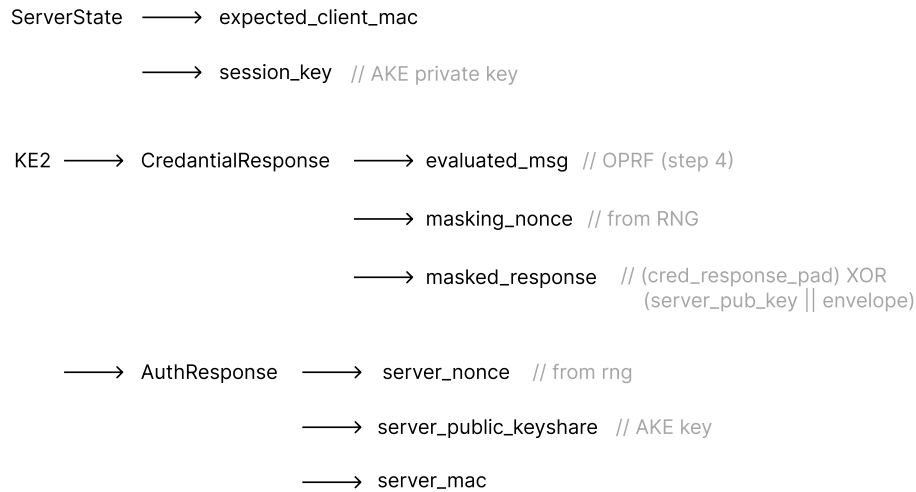 ServerState expected_client_mac
session_key // AKE private key
KE2 CredantialResponse evaluated_msg // OPRF (step 4)
masking_nonce // from RNG
masked_response // (cred_response_pad) XOR
(server_pub_key || envelope)
AuthResponse server_nonce // from rng
server_public_keyshare // AKE key
server_mac